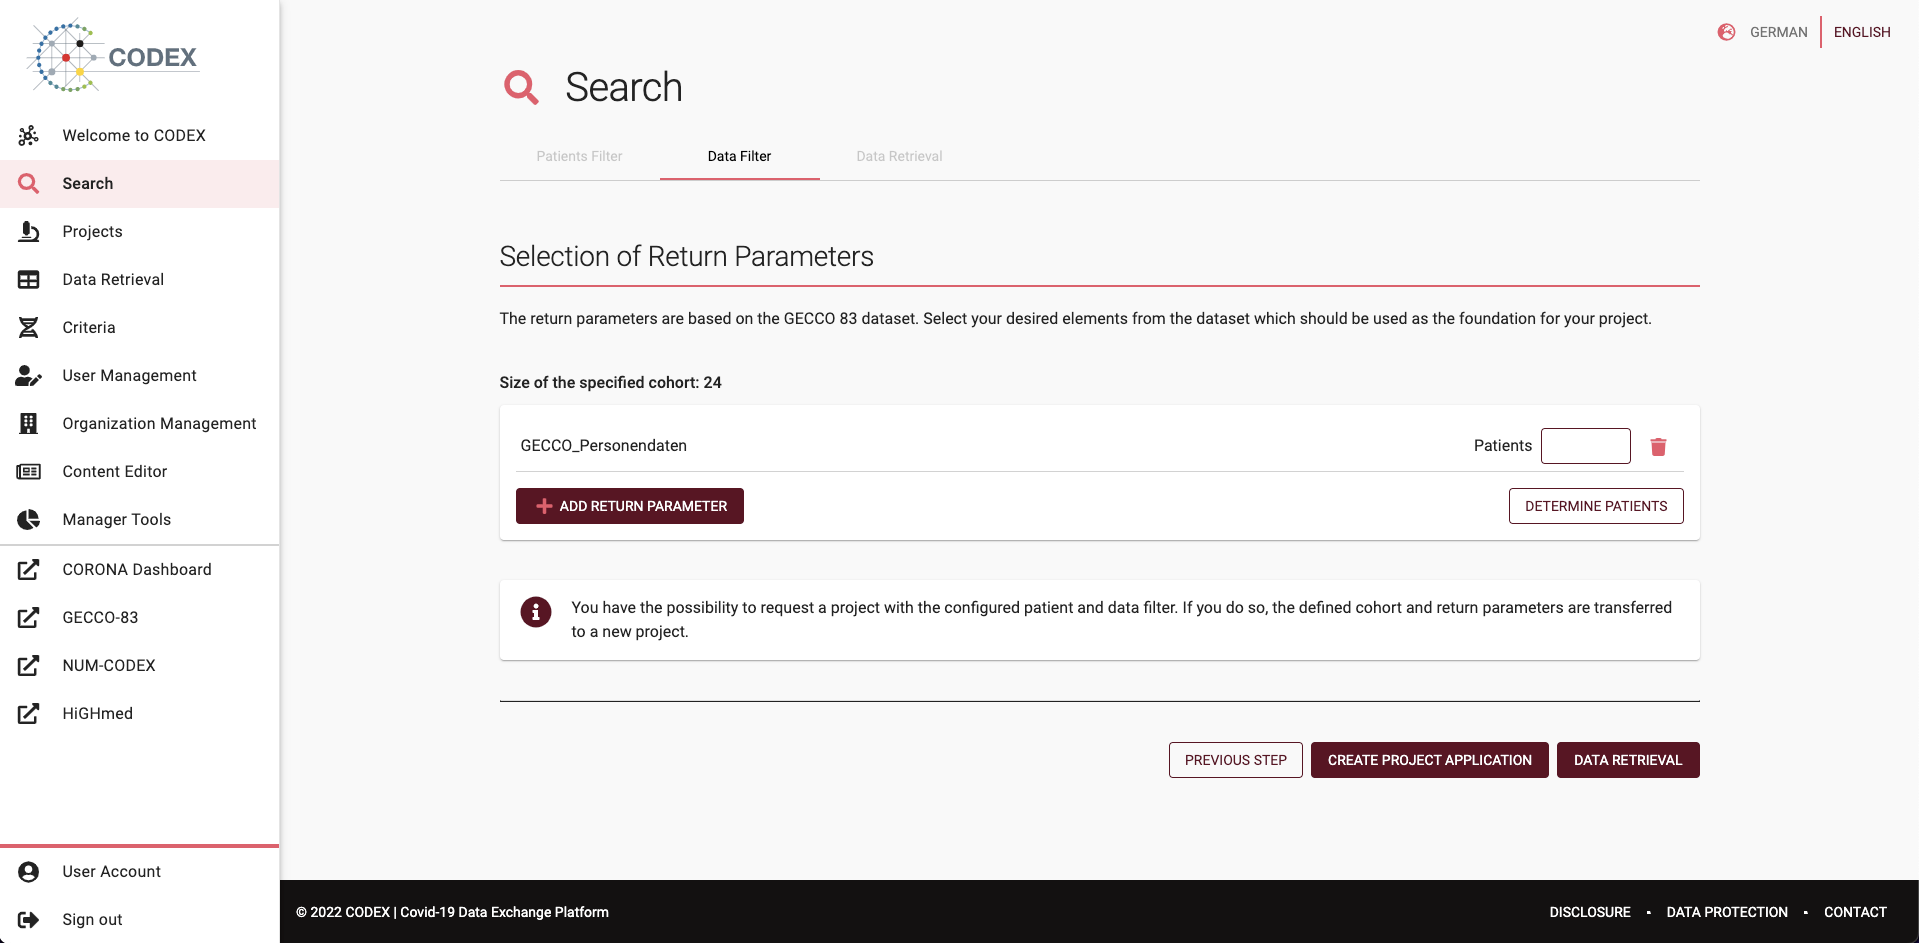 CODEX
Welcome to CODEX
Search
Projects
Data Retrieval
Criteria
User Management
Organization Management
Content Editor
Manager Tools
CORONA Dashboard
GECCO-83
NUM-CODEX
HiGHmed
User Account
Sign out
GERMAN
ENGLISH
Search
Patients Filter
Data Filter
Data Retrieval
Selection of Return Parameters
The return parameters are based on the GECCO 83 dataset. Select your desired elements from the dataset which should be used as the foundation for your project.
Size of the specified cohort: 24
GECCO_Personendaten
Patients
ADD RETURN PARAMETER
DETERMINE PATIENTS
You have the possibility to request a project with the configured patient and data filter. If you do so, the defined cohort and return parameters are transferred
to a new project.
PREVIOUS STEP
CREATE PROJECT APPLICATION
DATA RETRIEVAL
© 2022 CODEX | Covid-19 Data Exchange Platform
DISCLOSURE • DATA PROTECTION • CONTACT